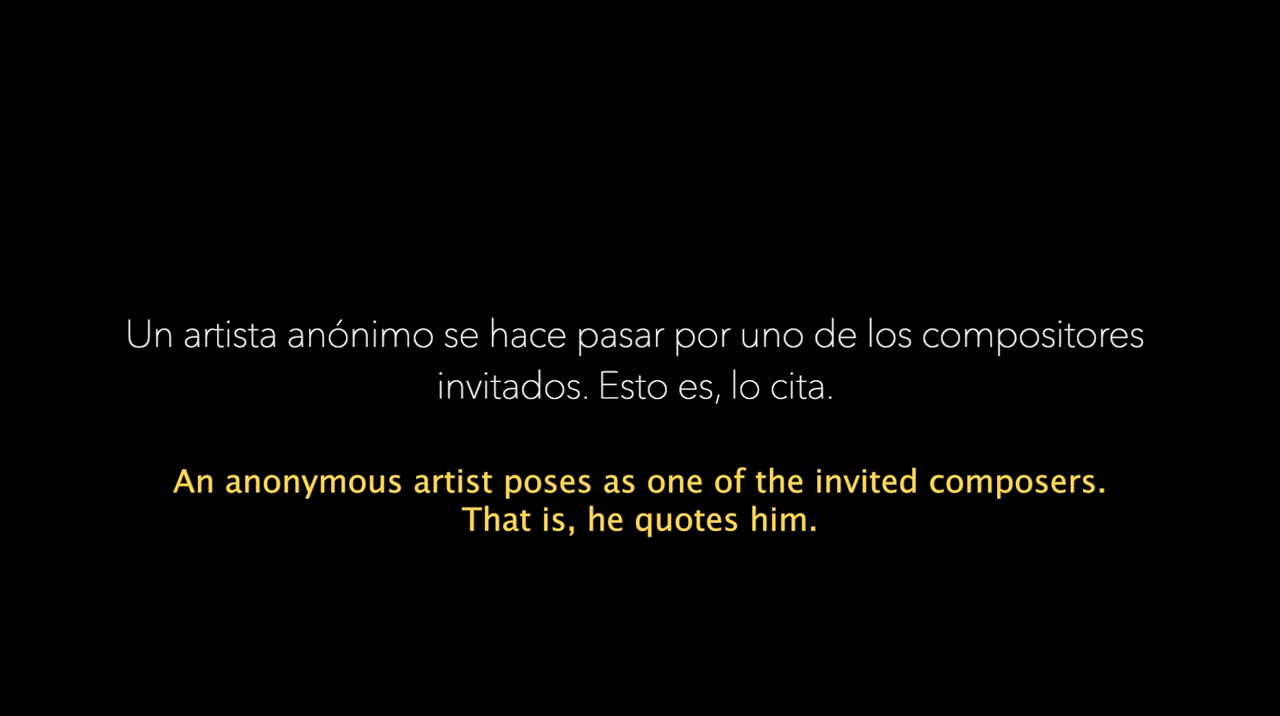 Un artista anónimo se hace pasar por uno de los compositores
invitados. Esto es, lo cita.
An anonymous artist poses as one of the invited composers.
That is, he quotes him.